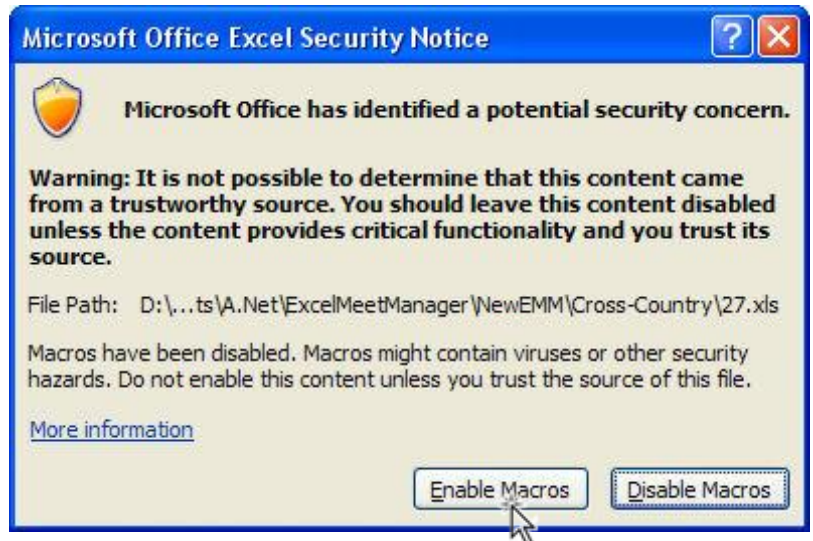 Microsoft Office Excel Security Notice
?
Microsoft Office has identified a potential security concern.
Warning: It is not possible to determine that this content came
from a trustworthy source. You should leave this content disabled
unless the content provides critical functionality and you trust its
source.
File Path: D:\...ts\A.Net\ExcelMeetManager\NewEMM\Cross-Country\27.xls
Macros have been disabled. Macros might contain viruses or other security
hazards. Do not enable this content unless you trust the source of this file.
More information
Enable Macros Disable Macros